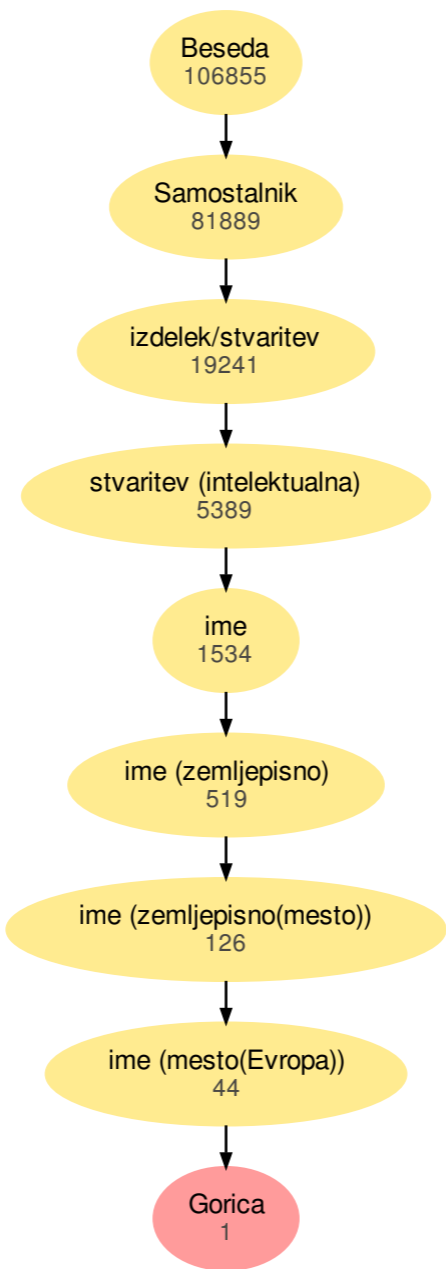 Beseda
106855
Samostalnik
81889
izdelek/stvaritev
19241
stvaritev (intelektualna)
5389
ime
1534
ime (zemljepisno)
519
ime (zemljepisno(mesto))
126
ime (mesto(Evropa))
44
Gorica
1